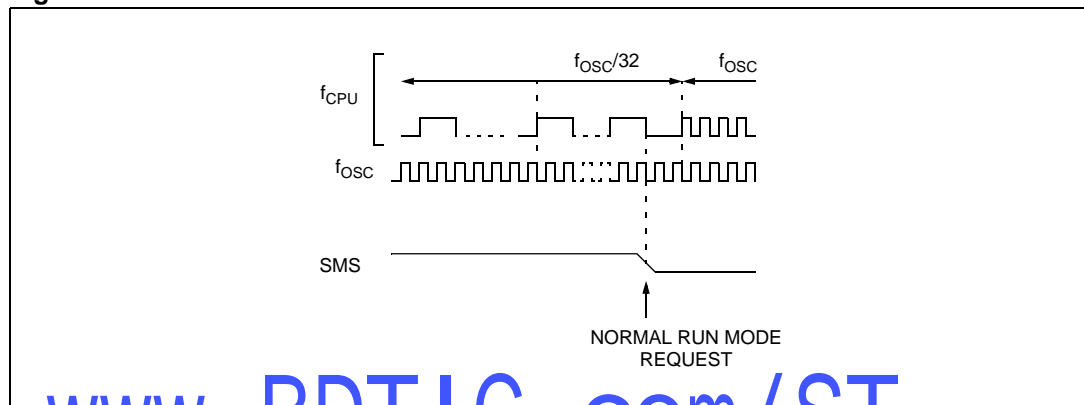 fOSC/32 fOSC
fCPU
fOSC
SMS
NORMAL RUN MODE
REQUEST
www.BDTIC.com/ST